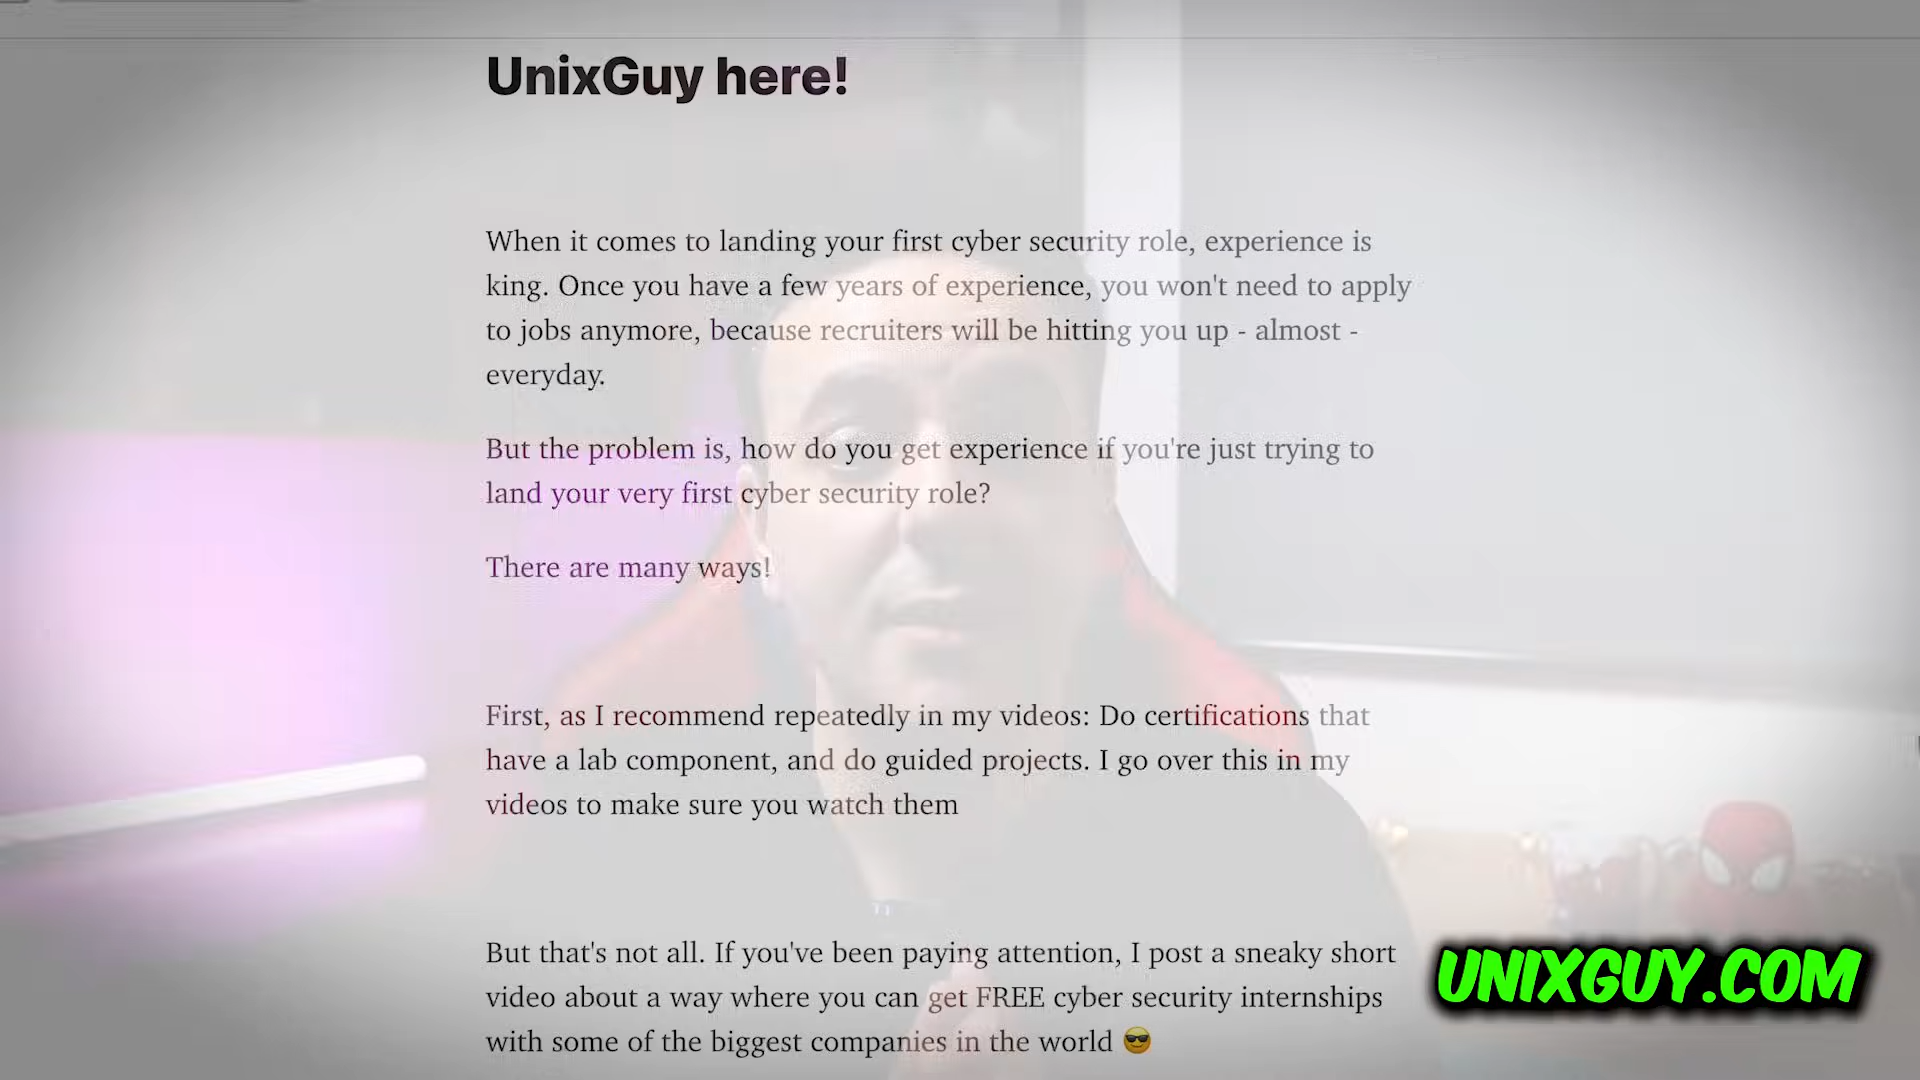 UnixGuy here!
When it comes to landing your first cyber security role, experience is
king. Once you have a few years of experience, you won't need to apply
to jobs anymore, because recruiters will be hitting you up - almost -
everyday.
But the problem is, how do you get experience if you're just trying to
land your very first cyber security role?
There are many ways!
First, as I recommend repeatedly in my videos: Do certifications that
have a lab component, and do guided projects. I go over this in my
videos to make sure you watch them
But that's not all. If you've been paying attention, I post a sneaky short
video about a way where you can get FREE cyber security internships
with some of the biggest companies in the world 😎
UNIXGUY.COM